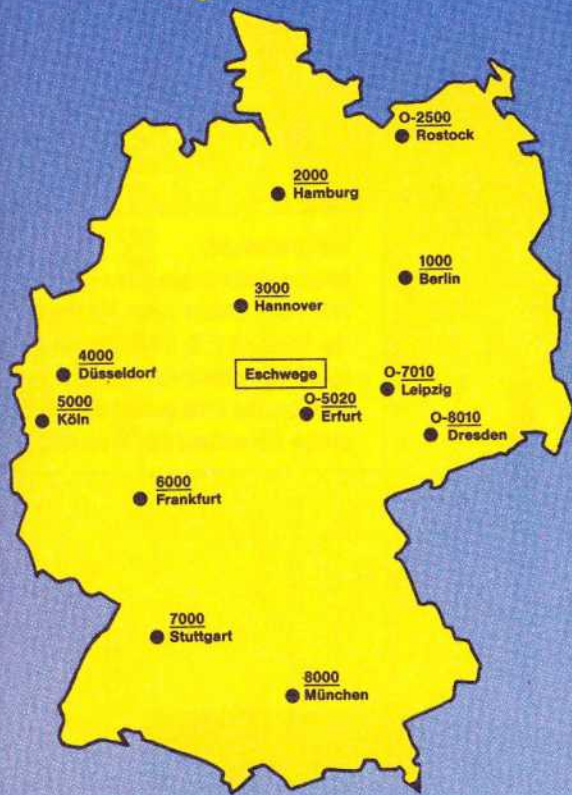 O-2500
Rostock
2000
Hamburg
1000
Berlin
3000
Hannover
4000
Düsseldorf
Eschwege
O-7010
Leipzig
5000
Köln
O-5020
Erfurt
O-8010
Dresden
6000
Frankfurt
7000
Stuttgart
8000
München